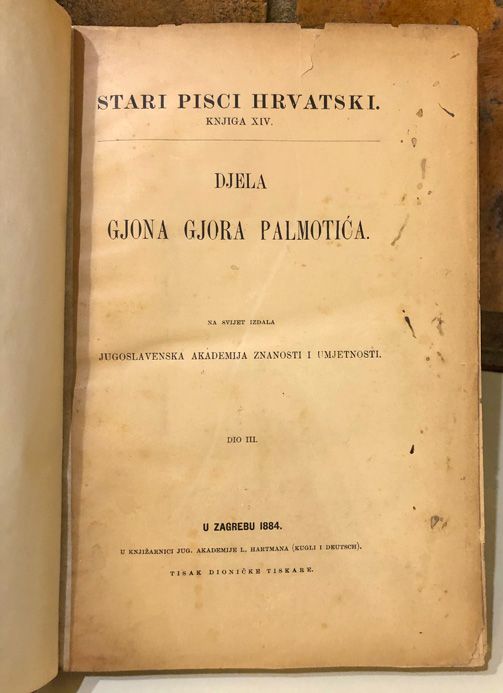 STARI PISCI HRVATSKI.
KNJIGA XIV.
DJELA
GJONA GJORA PALMOTIĆA.
NA SVIJET IZDALA
JUGOSLAVENSKA AKADEMIJA ZNANOSTI I UMJETNOSTI.
DIO III.
U ZAGREBU 1884.
U KNJIŽARNICI JUG. AKADEMIJE L. HARTMANA (KUGLI I DEUTSCH).
TISAK DIONIČKE TISKARE.